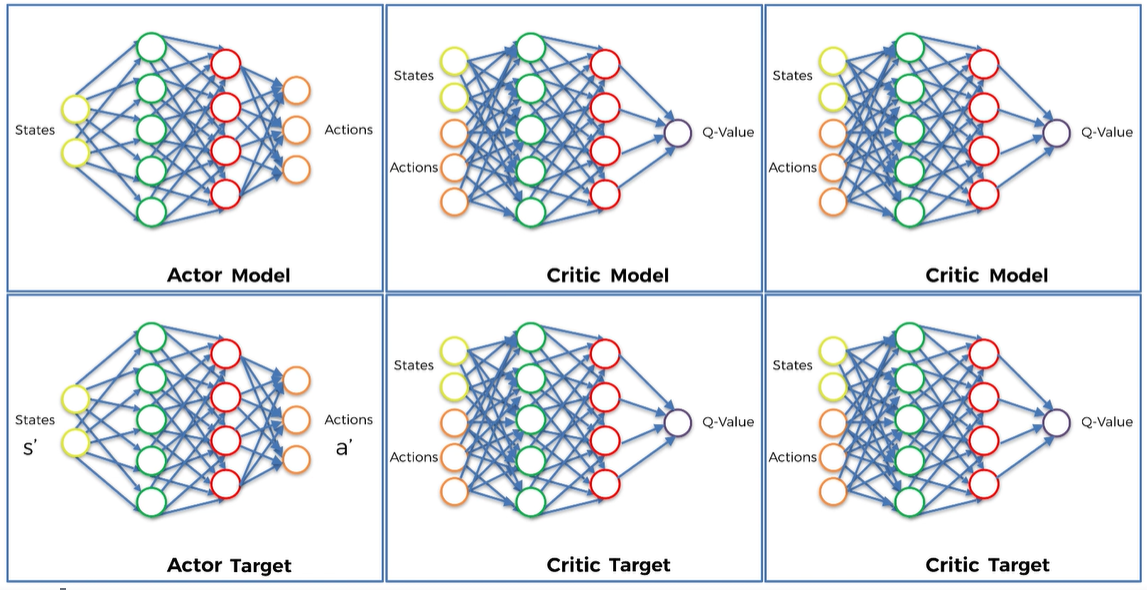 States
Actions
Actor Model
States
Actions
Q-Value
Critic Model
States
Actions
Q-Value
Critic Model
States
s’
Actions
a’
Actor Target
States
Actions
Q-Value
Critic Target
States
Actions
Q-Value
Critic Target